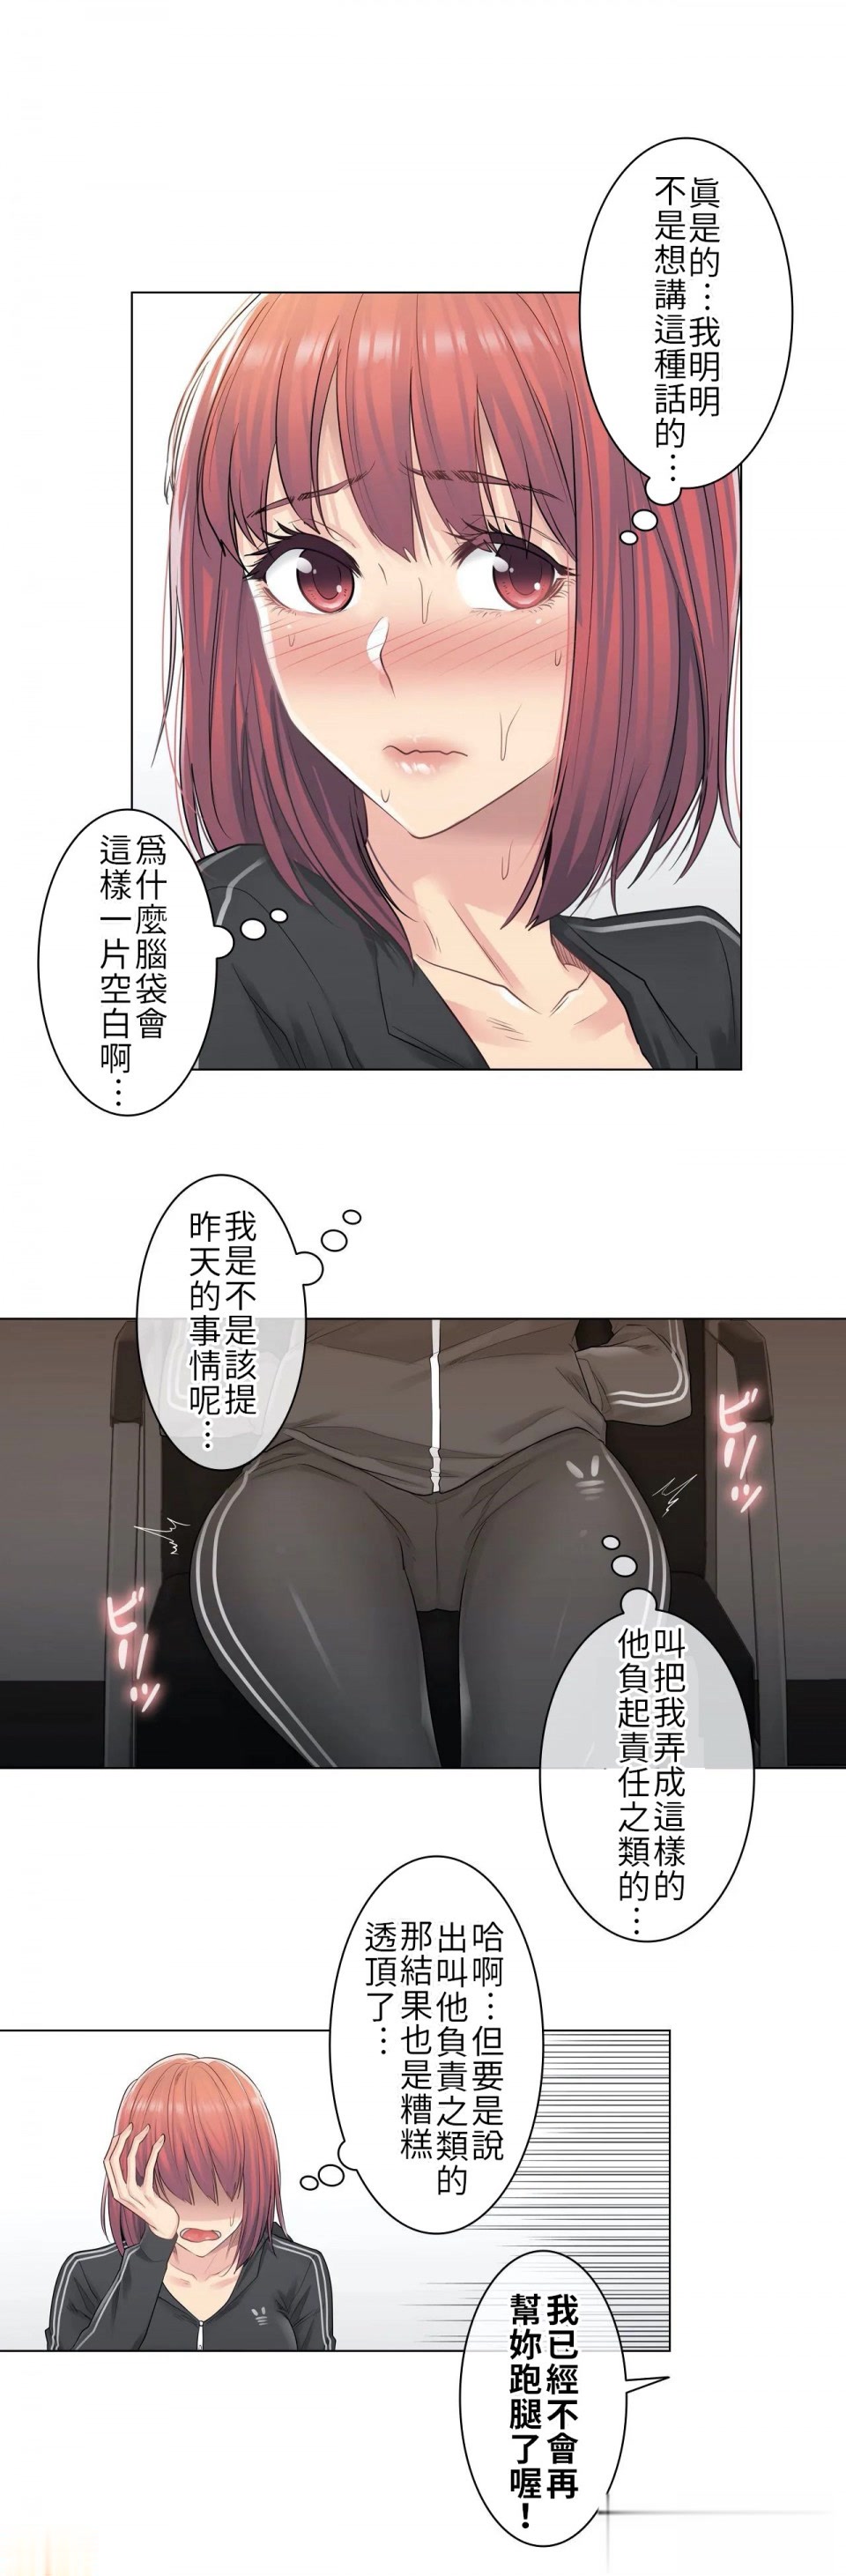 眞是的…我明明
不是想講這種話的…
爲什麼腦袋會
這樣一片空白啊…
我是不是該提
昨天的事情呢…
ビーッ
ビーッ
叫把我弄成這樣的
他負起責任之類的…
哈啊…但要是說
出叫他負責之類的
那結果也是糟糕
透頂了…
我已經不會再
幫妳跑腿了喔！